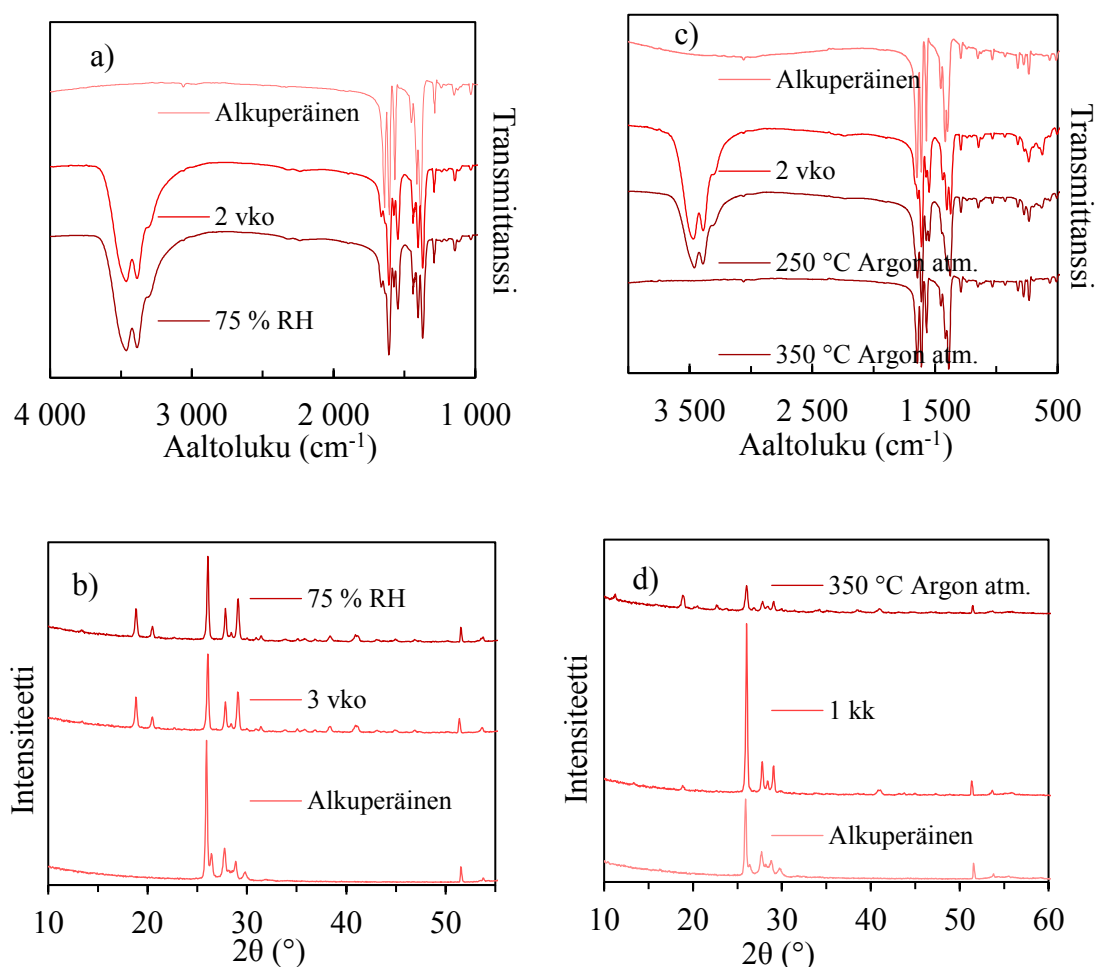 a)
Alkuperäinen
2 vko
75 % RH
Transmittanssi
4 000 3 000 2 000 1 000
Aaltoluku (cm-1)
c)
Alkuperäinen
2 vko
250 °C Argon atm.
350 °C Argon atm.
Transmittanssi
3 500 2 500 1 500 500
Aaltoluku (cm-1)
b)
75 % RH
3 vko
Alkuperäinen
Intensiteetti
10 20 30 40 50
2θ (°)
d)
350 °C Argon atm.
1 kk
Alkuperäinen
Intensiteetti
10 20 30 40 50 60
2θ (°)